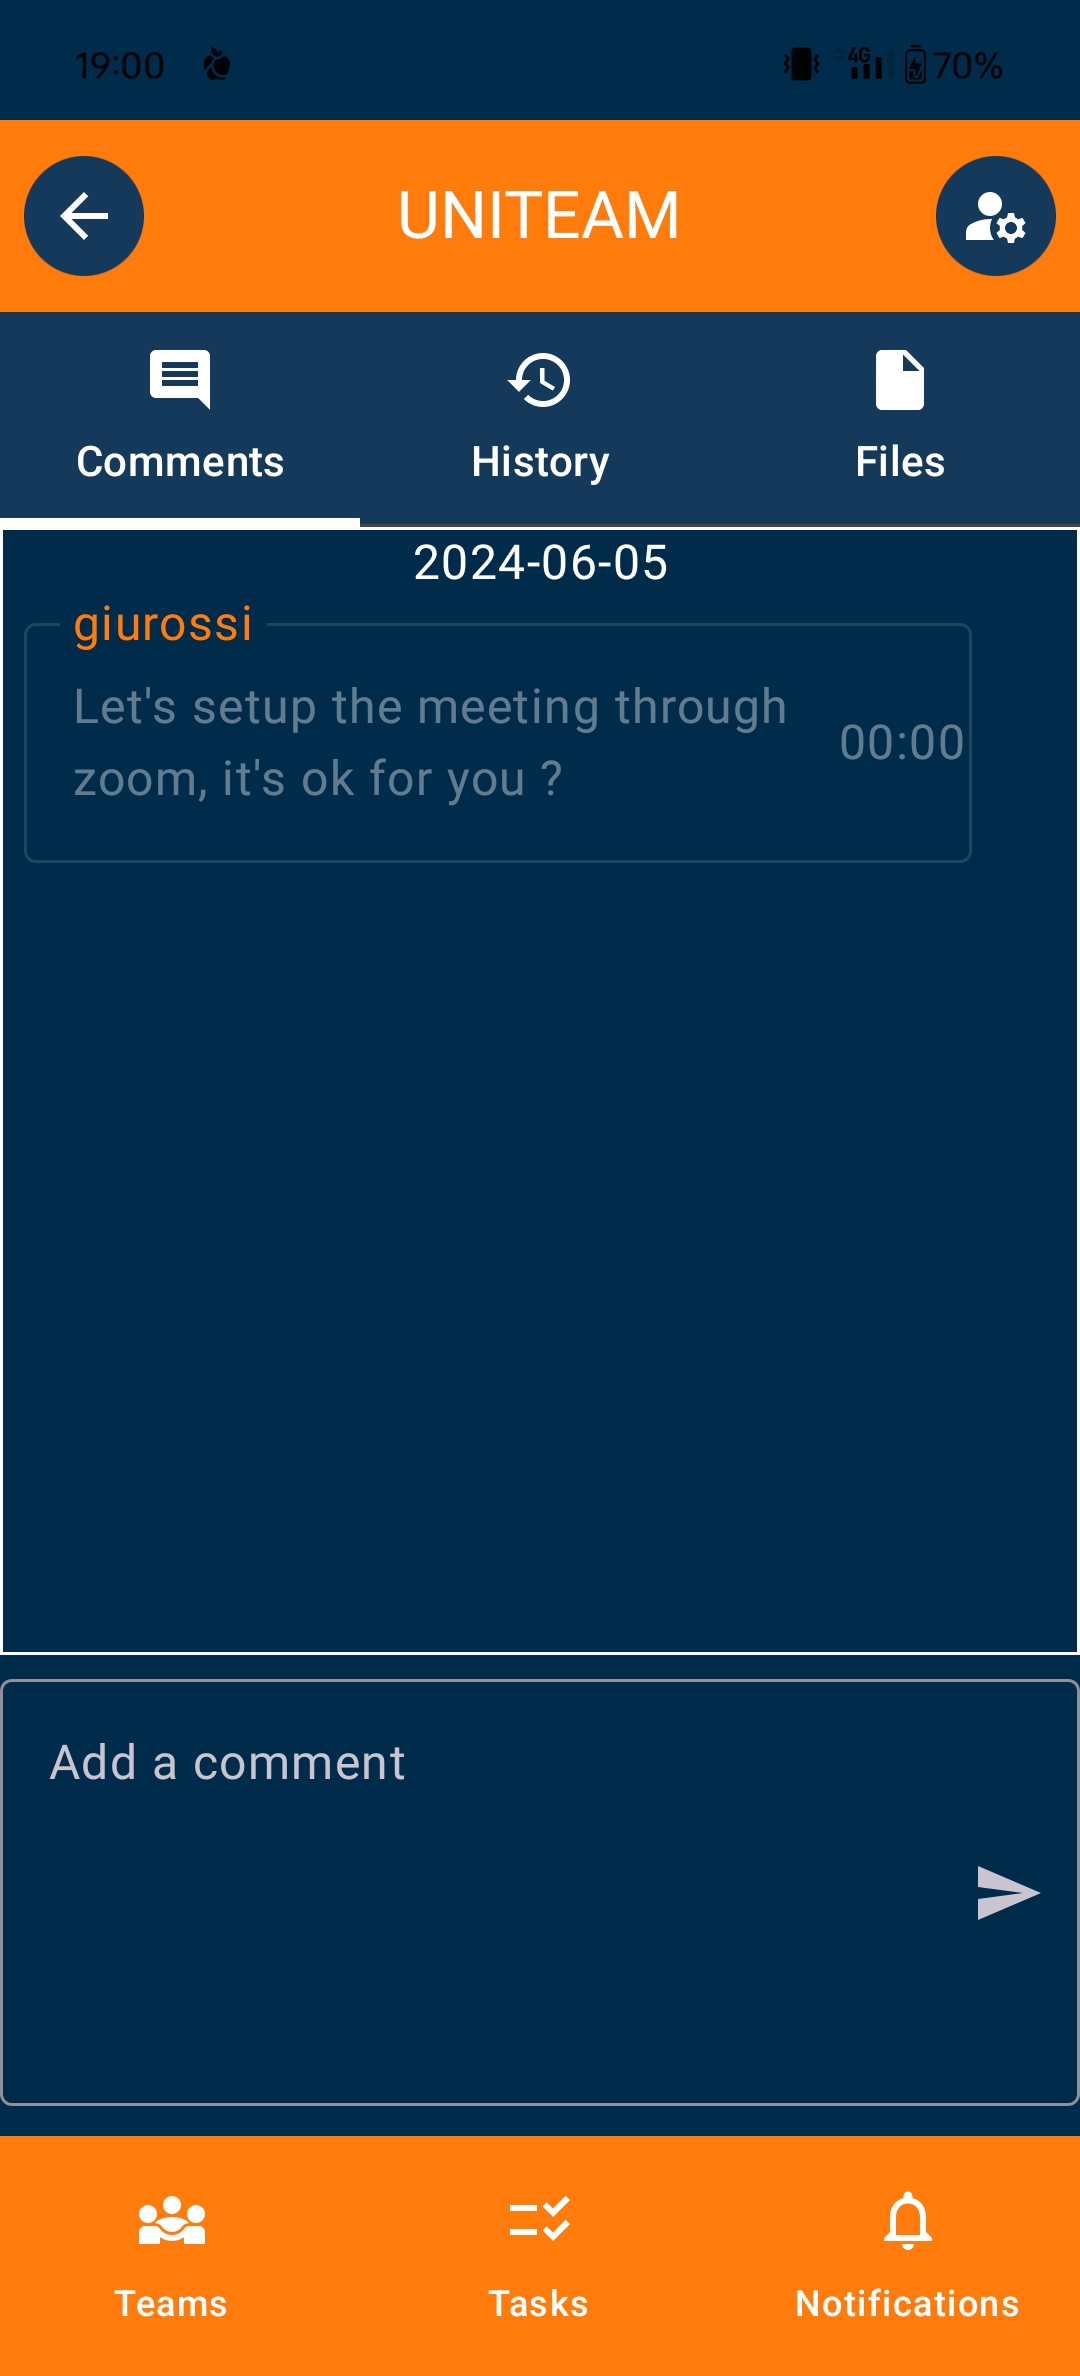 19:00 4G 70%
UNITEAM
Comments History Files
2024-06-05
giurossi
Let's setup the meeting through
zoom, it's ok for you ?
00:00
Add a comment
Teams Tasks Notifications